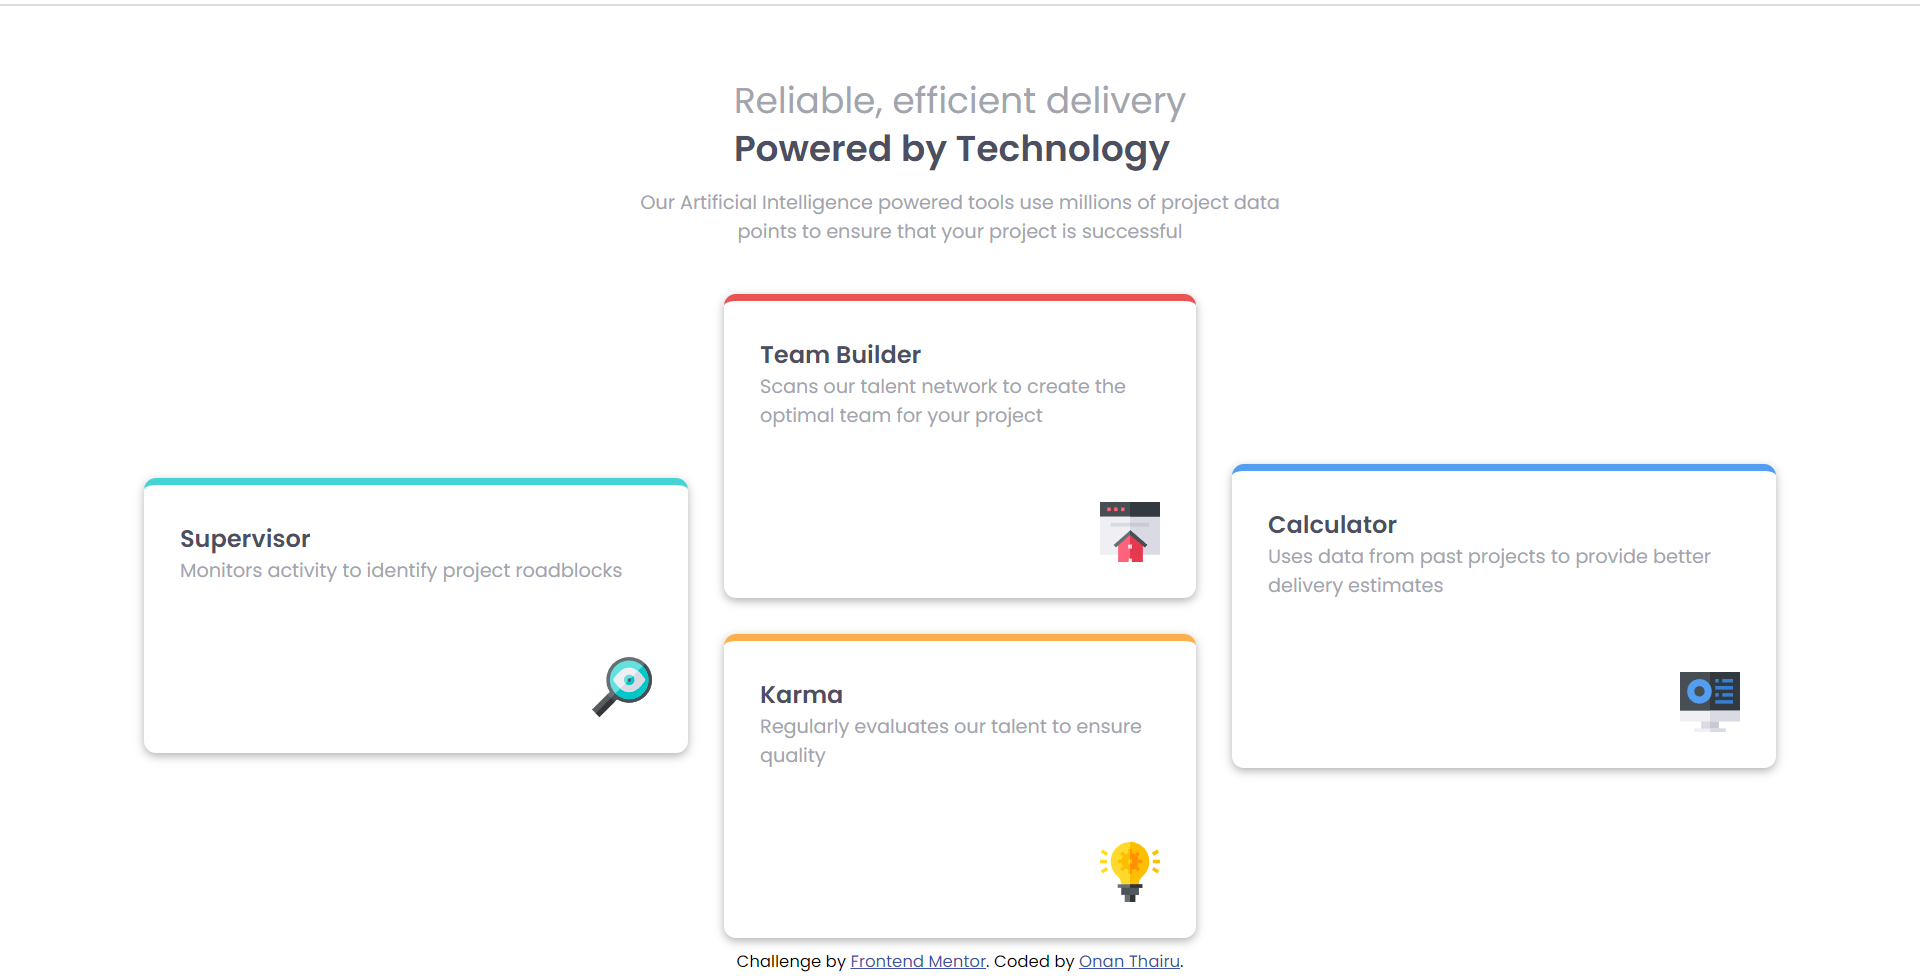 Reliable, efficient delivery
Powered by Technology
Our Artificial Intelligence powered tools use millions of project data
points to ensure that your project is successful
Supervisor
Monitors activity to identify project roadblocks
Team Builder
Scans our talent network to create the
optimal team for your project
Karma
Regularly evaluates our talent to ensure
quality
Calculator
Uses data from past projects to provide better
delivery estimates
Challenge by Frontend Mentor. Coded by Onan Thairu.